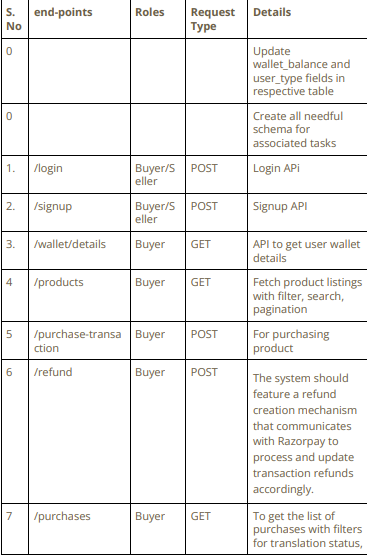 S. No end-points Roles Request Type Details
0 Update
wallet_balance and
user_type fields in
respective table
0 Create all needful
schema for
associated tasks
1. /login Buyer/S POST Login APi
eller
2. /signup Buyer/S POST Signup API
eller
3. /wallet/details Buyer GET API to get user wallet
details
4 /products Buyer GET Fetch product listings
with filter, search,
pagination
5 /purchase-transa Buyer POST For purchasing
ction product
6 /refund Buyer POST
The system should
feature a refund
creation mechanism
that communicates
with Razorpay to
process and update
transaction refunds
accordingly.
7 /purchases Buyer GET To get the list of
purchases with filters
for translation status,